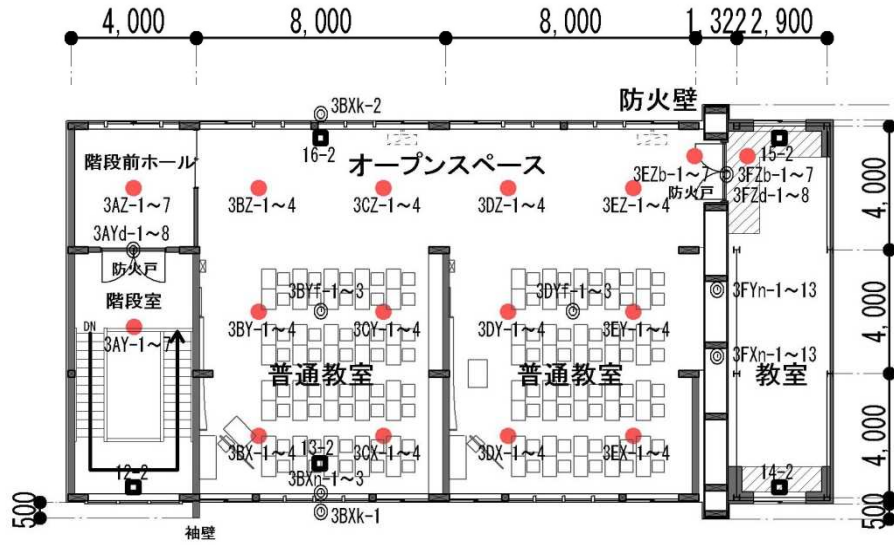 4,000
8,000
8,000
1,322
2,900
3BXk-2
防火壁
16-2
15-2
階段前ホール
オープンスペース
3EZb-1~7
3FZb-1~7
防火戸
3FZd-1~8
3AZ-1~7
3BZ-1~4
3CZ-1~4
3DZ-1~4
3EZ-1~4
3AYd-1~8
防火戸
階段室
3BYf-1~3
3DYf-1~3
3FYn-1~13
DN
3AY-1~7
3BY-1~4
3CY-1~4
3DY-1~4
3EY-1~4
3FXn-1~13
普通教室
普通教室
教室
3BX-1~4
13-2
3CX-1~4
3DX-1~4
3EX-1~4
12-2
3BXn-1~3
14-2
3BXk-1
袖壁
4,000
4,000
4,000
500
500